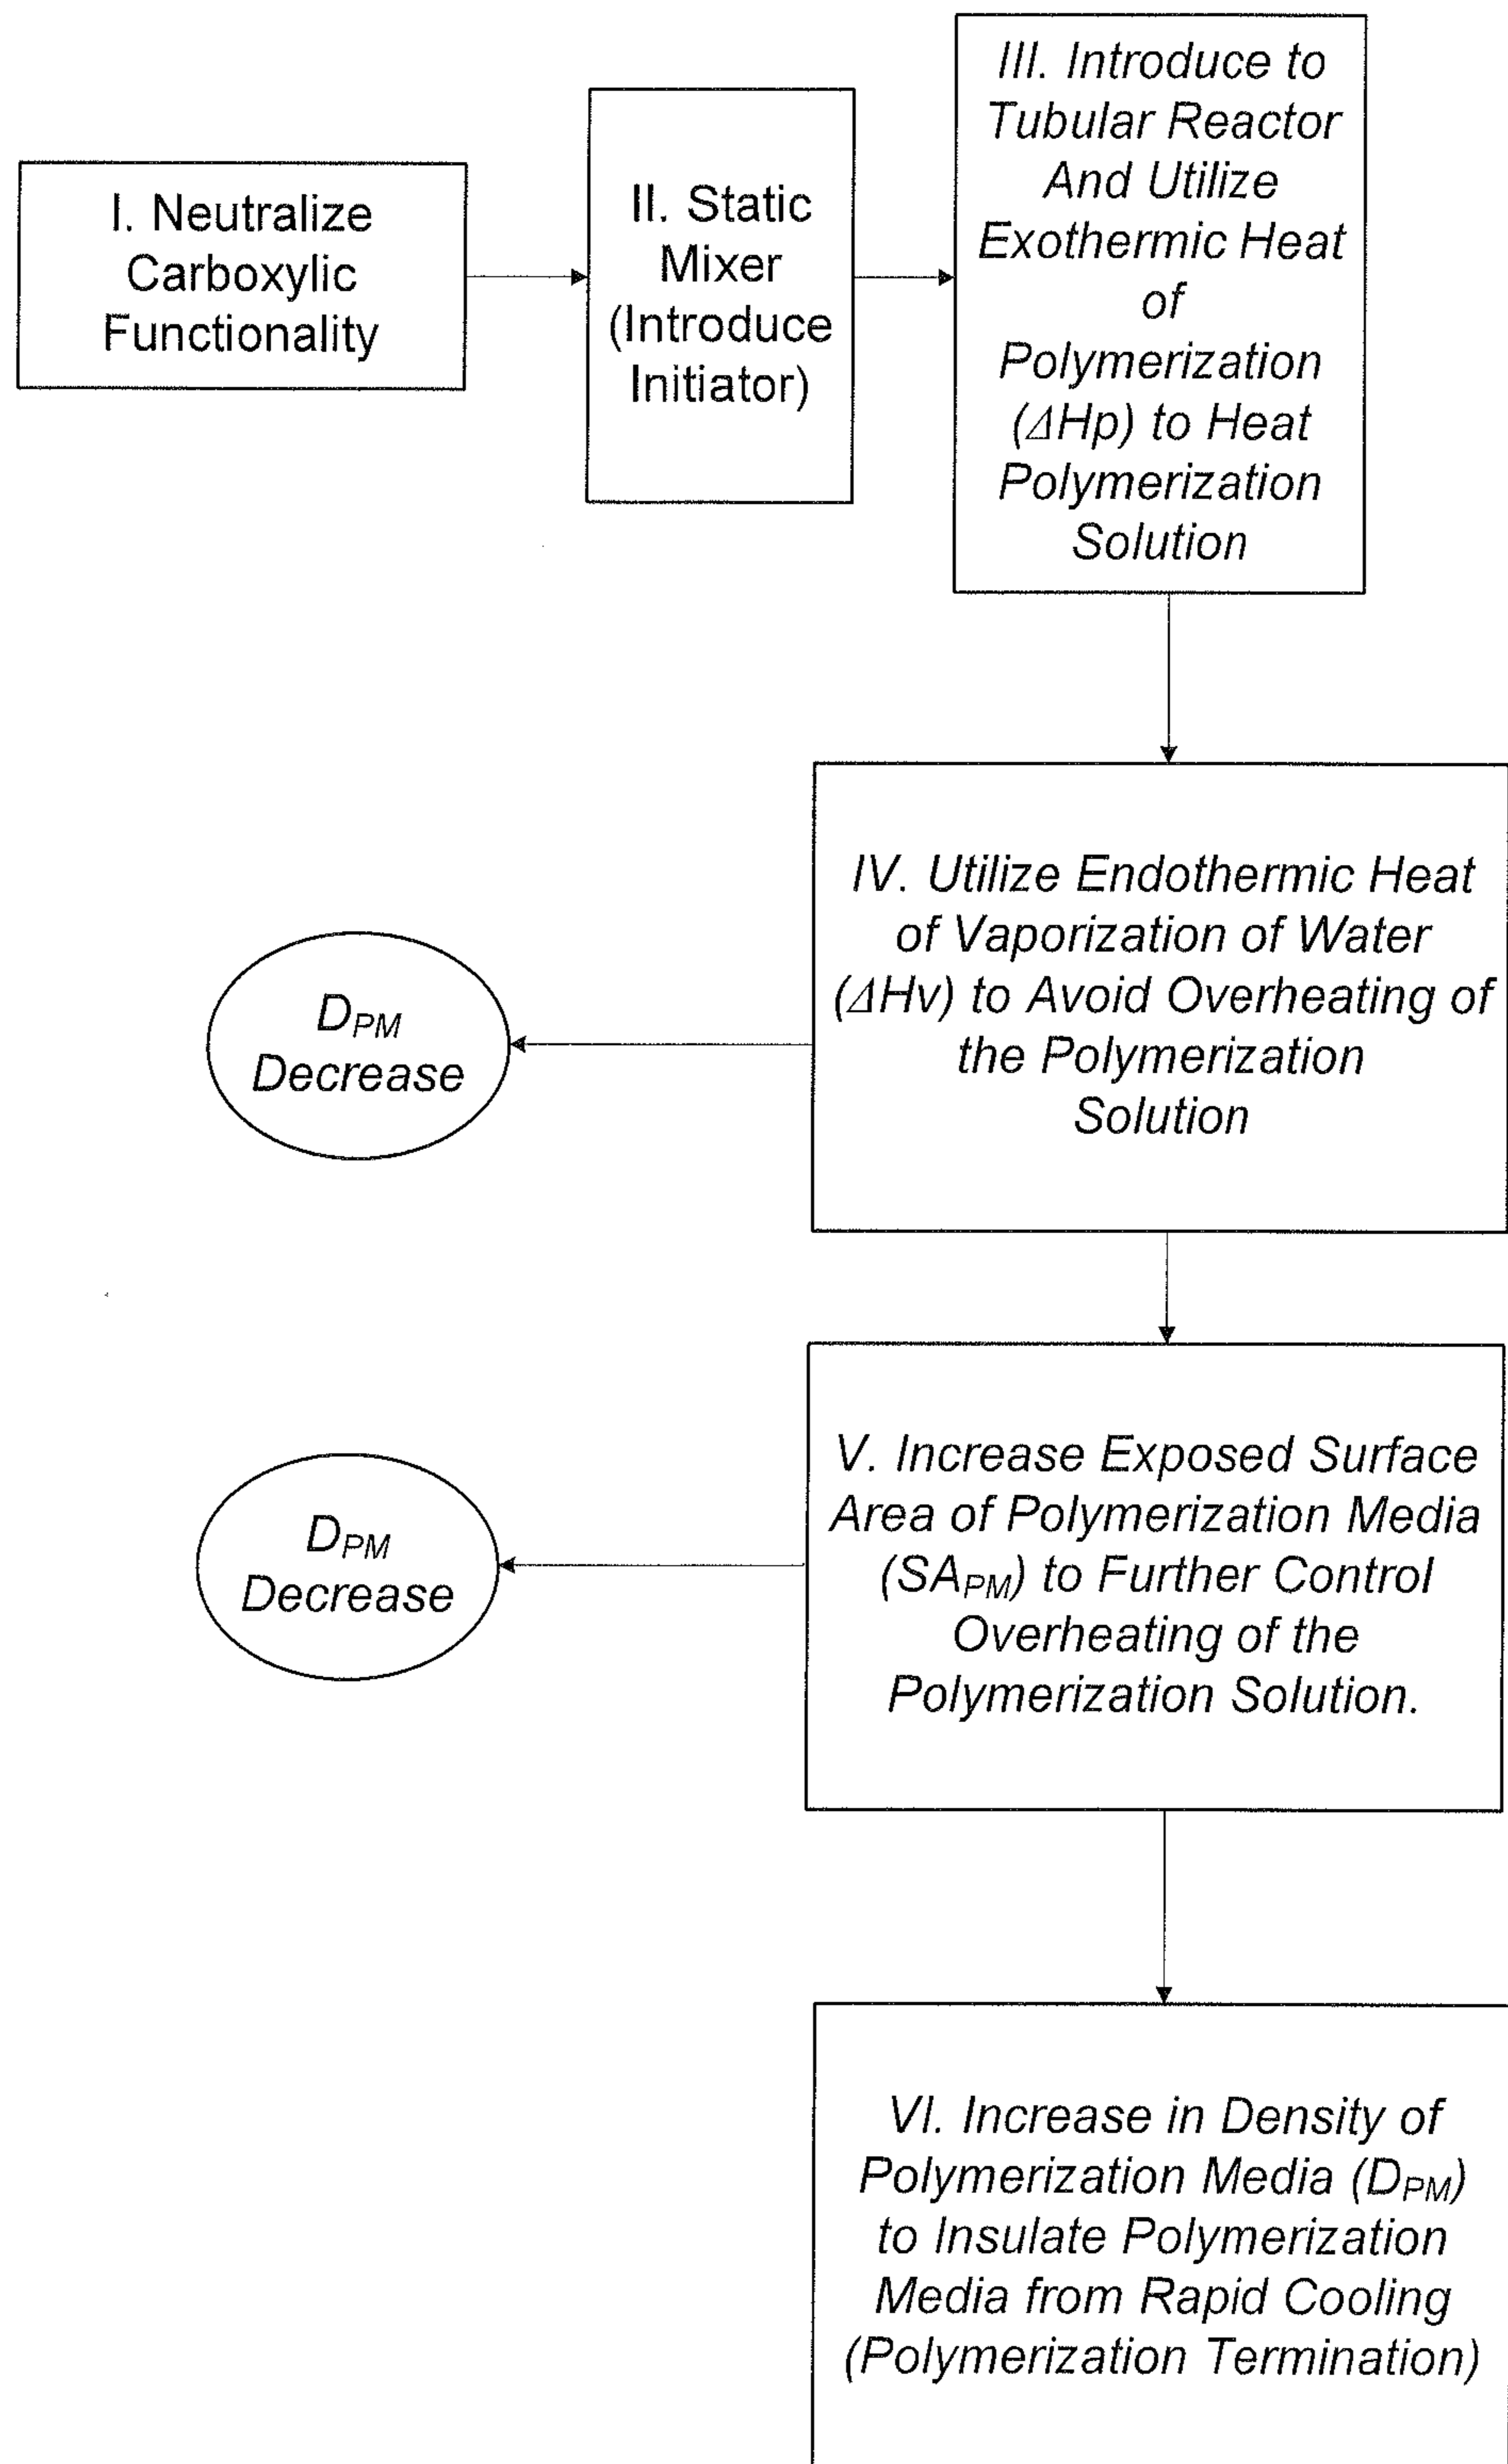 I. Neutralize
Carboxylic
Functionality
II. Static
Mixer
(Introduce
Initiator)
III. Introduce to
Tubular Reactor
And Utilize
Exothermic Heat
of
Polymerization
(ΔHp) to Heat
Polymerization
Solution
IV. Utilize Endothermic Heat
of Vaporization of Water
(ΔHv) to Avoid Overheating of
the Polymerization
Solution
DPM
Decrease
V. Increase Exposed Surface
Area of Polymerization Media
(SAPM) to Further Control
Overheating of the
Polymerization Solution.
DPM
Decrease
VI. Increase in Density of
Polymerization Media (DPM)
to Insulate Polymerization
Media from Rapid Cooling
(Polymerization Termination)